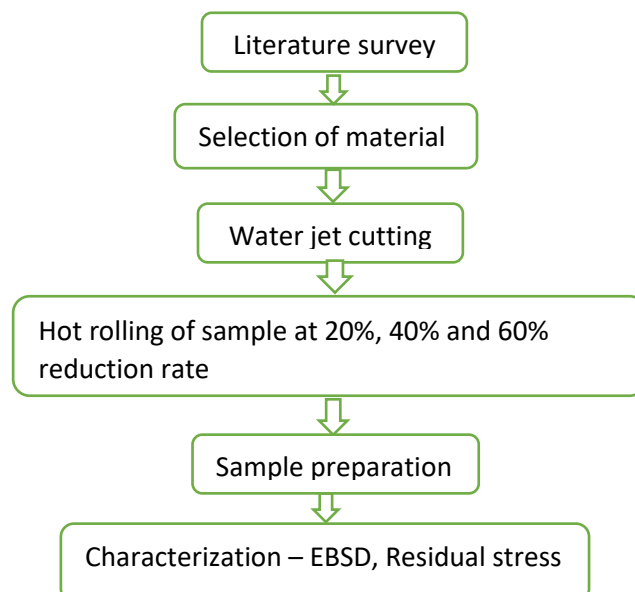 Literature survey
Selection of material
Water jet cutting
Hot rolling of sample at 20%, 40% and 60%
reduction rate
Sample preparation
Characterization – EBSD, Residual stress